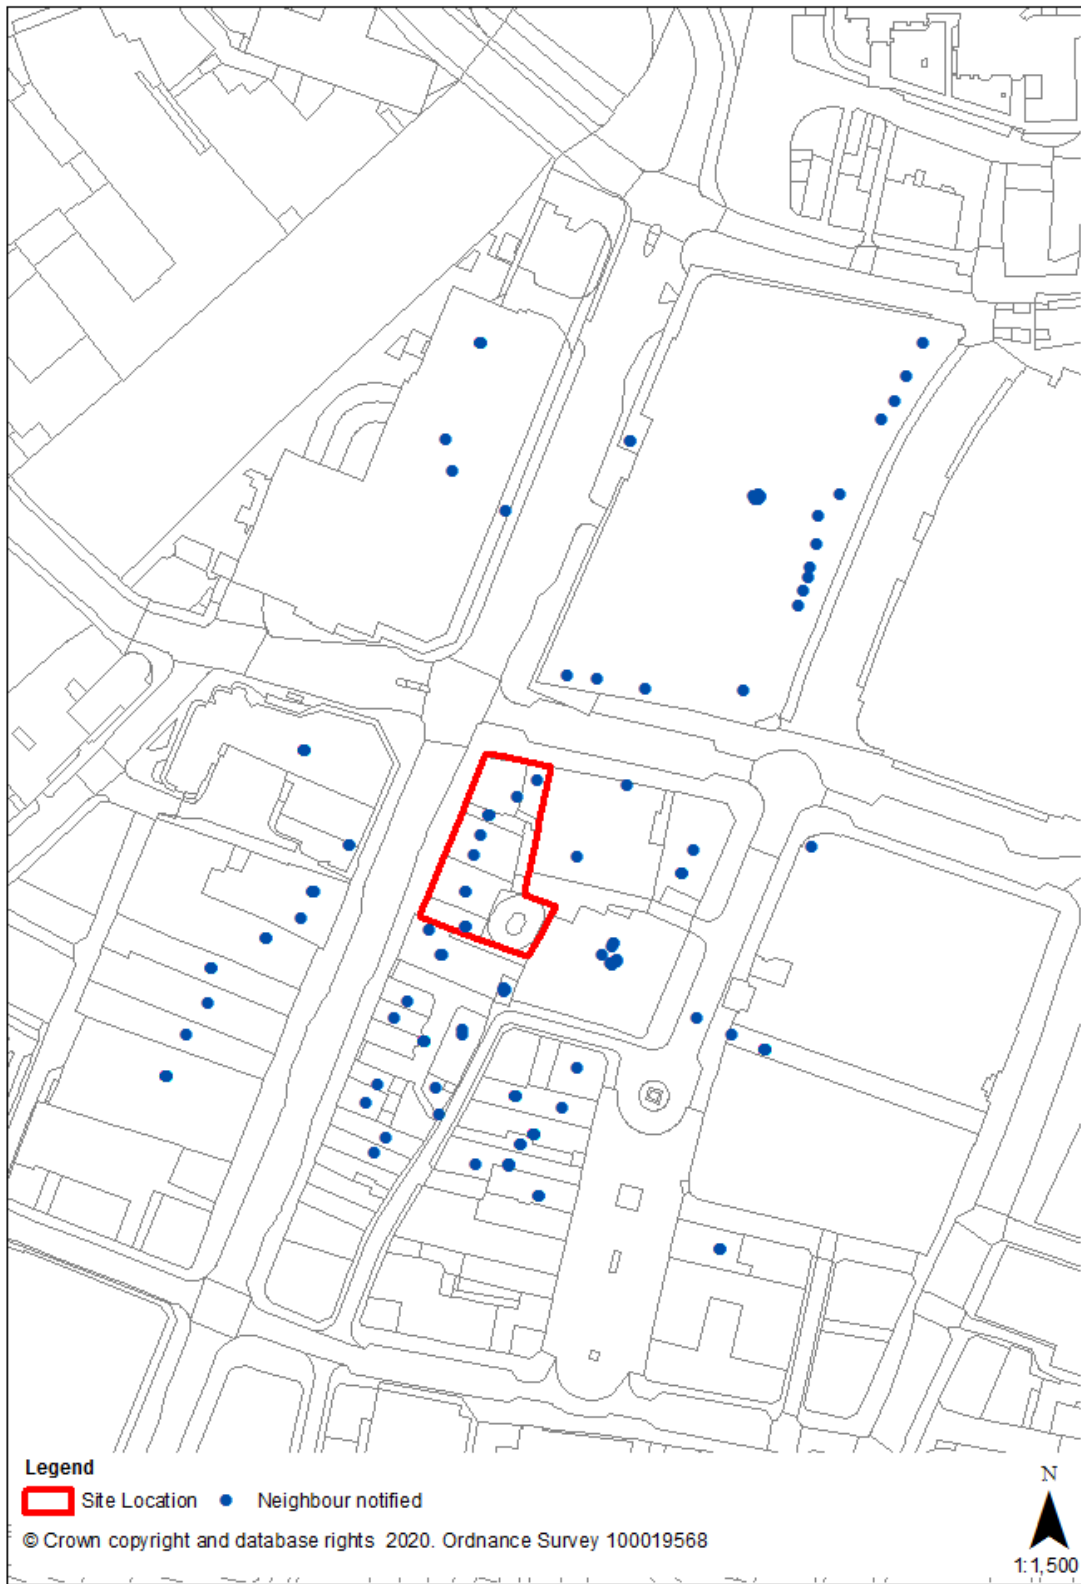 Legend
Site Location Neighbour notified
© Crown copyright and database rights 2020. Ordnance Survey 100019568
N
1:1,500